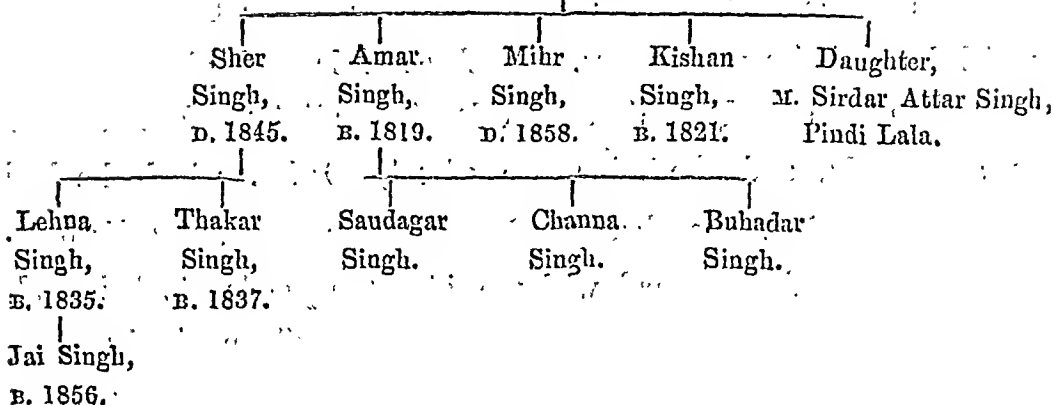 Sher Amar Mihr Kishan Daughter,
Singh, Singh, Singh, Singh, M. Sirdar Attar Singh,
D. 1845. B. 1819. D. 1858. B. 1821. Pindi Lala.
Lehna Thakar Saudagar Channa Buhadar
Singh, Singh, Singh. Singh. Singh.
B. 1835. B. 1837.
Jai Singh,
B. 1856.